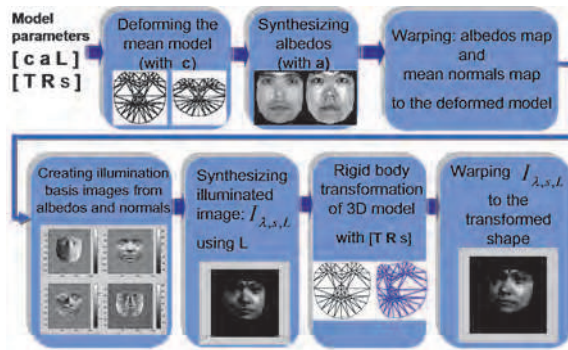 Model
parameters
[ c a L ]
[ T R s ]
Deforming the
mean model
(with c)
Synthesizing
albedos
(with a)
Warping: albedos map
and
mean normals map
to the deformed model
Creating illumination
basis images from
albedos and normals
Synthesizing
illuminated
image: I λ,s,L
using L
Rigid body
transformation
of 3D model
with [T R s]
Warping I λ,s,L
to the
transformed
shape